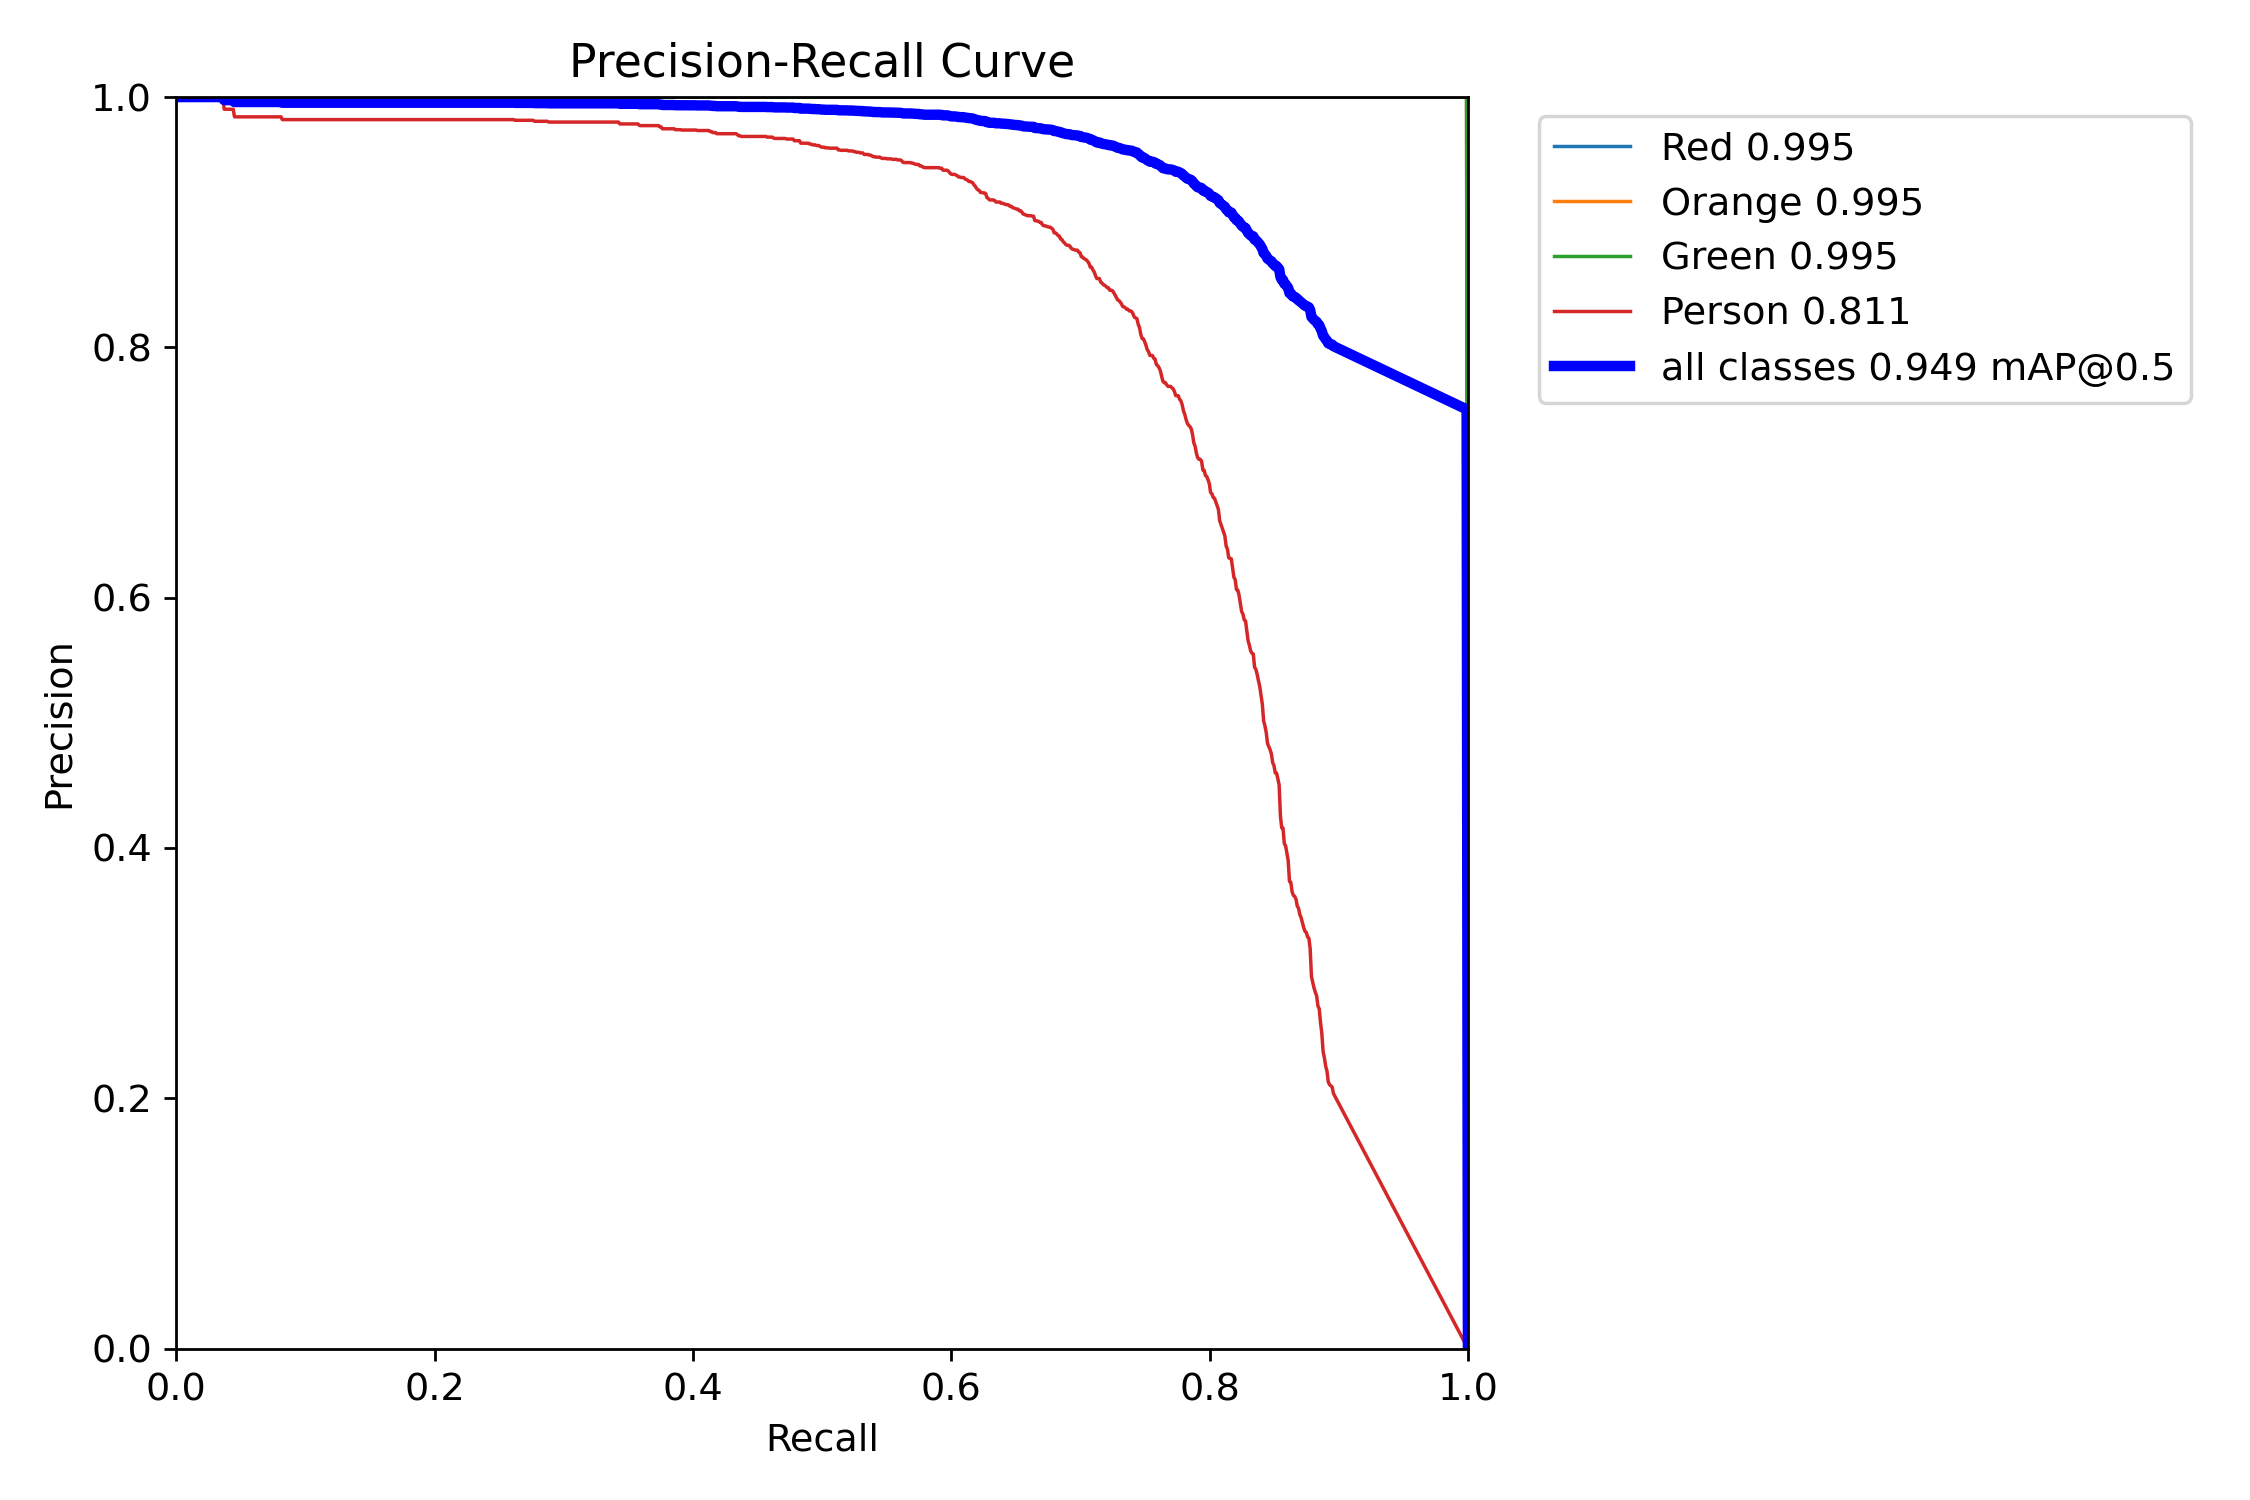 Precision-Recall Curve
1.0
0.8
0.6
0.4
0.2
0.0
Precision
0.0 0.2 0.4 0.6 0.8 1.0
Recall
Red 0.995
Orange 0.995
Green 0.995
Person 0.811
all classes 0.949 mAP@0.5